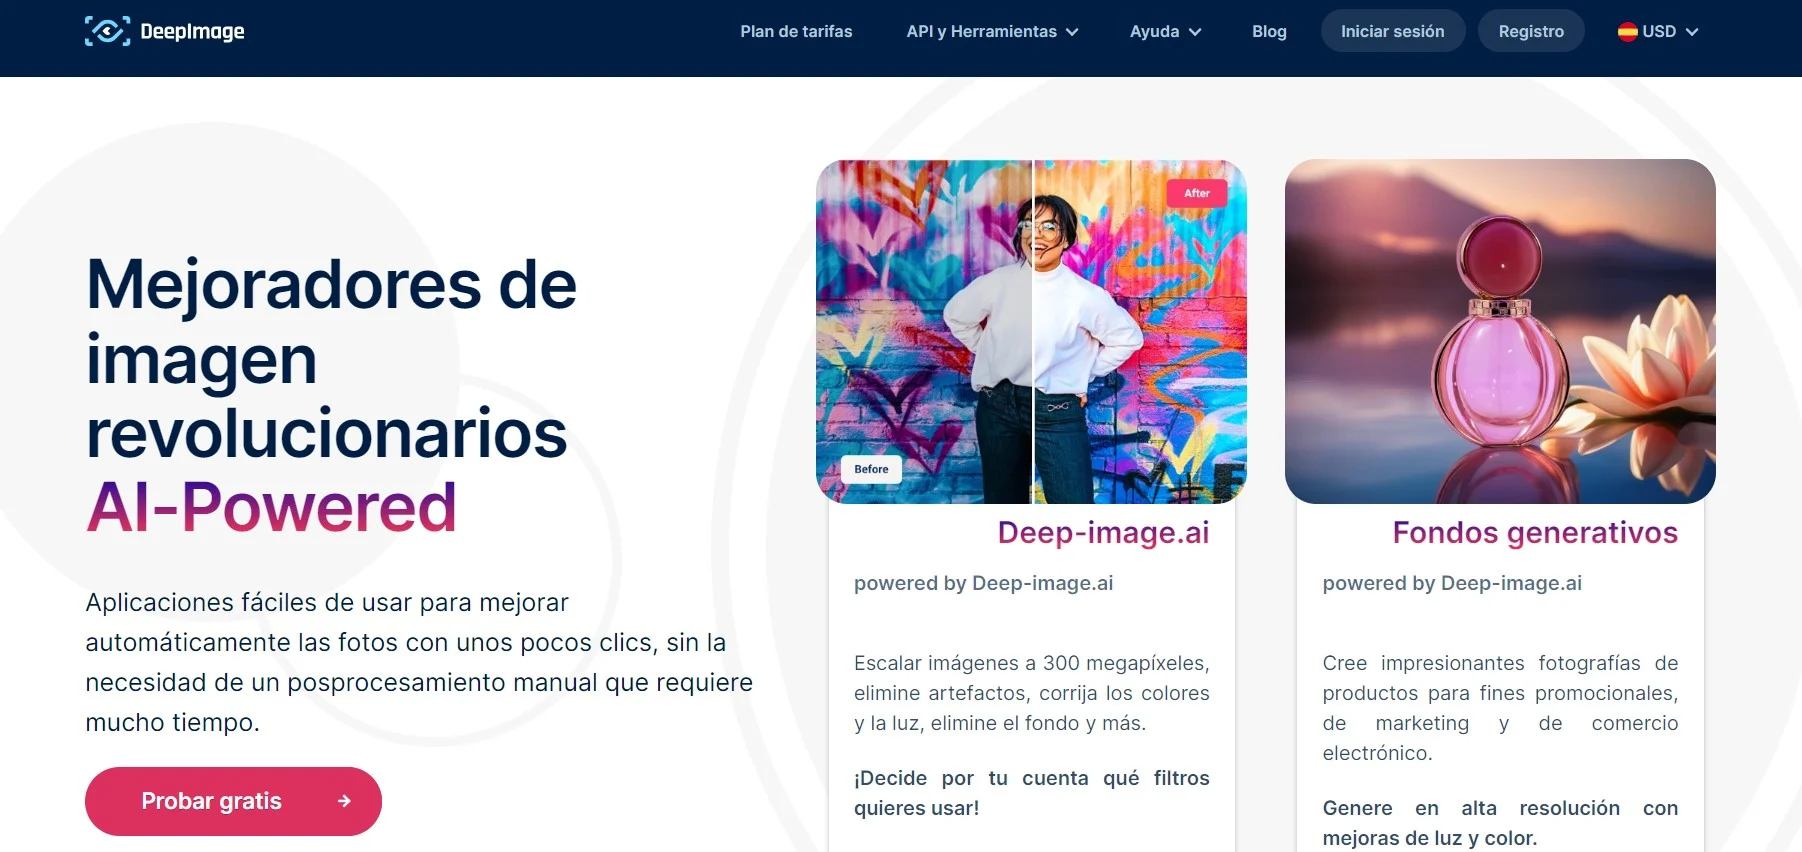 DeepImage
Plan de tarifas
API y Herramientas
Ayuda
Blog
Iniciar sesión
Registro
USD
Mejoradores de
imagen
revolucionarios
AI-Powered
Aplicaciones fáciles de usar para mejorar
automáticamente las fotos con unos pocos clics, sin la
necesidad de un posprocesamiento manual que requiere
mucho tiempo.
Probar gratis
After
Before
Deep-image.ai
powered by Deep-image.ai
Escalar imágenes a 300 megapíxeles,
elimine artefactos, corrija los colores
y la luz, elimine el fondo y más.
¡Decide por tu cuenta qué filtros
quieres usar!
Fondos generativos
powered by Deep-image.ai
Cree impresionantes fotografías de
productos para fines promocionales,
de marketing y de comercio
electrónico.
Genere en alta resolución con
mejoras de luz y color.